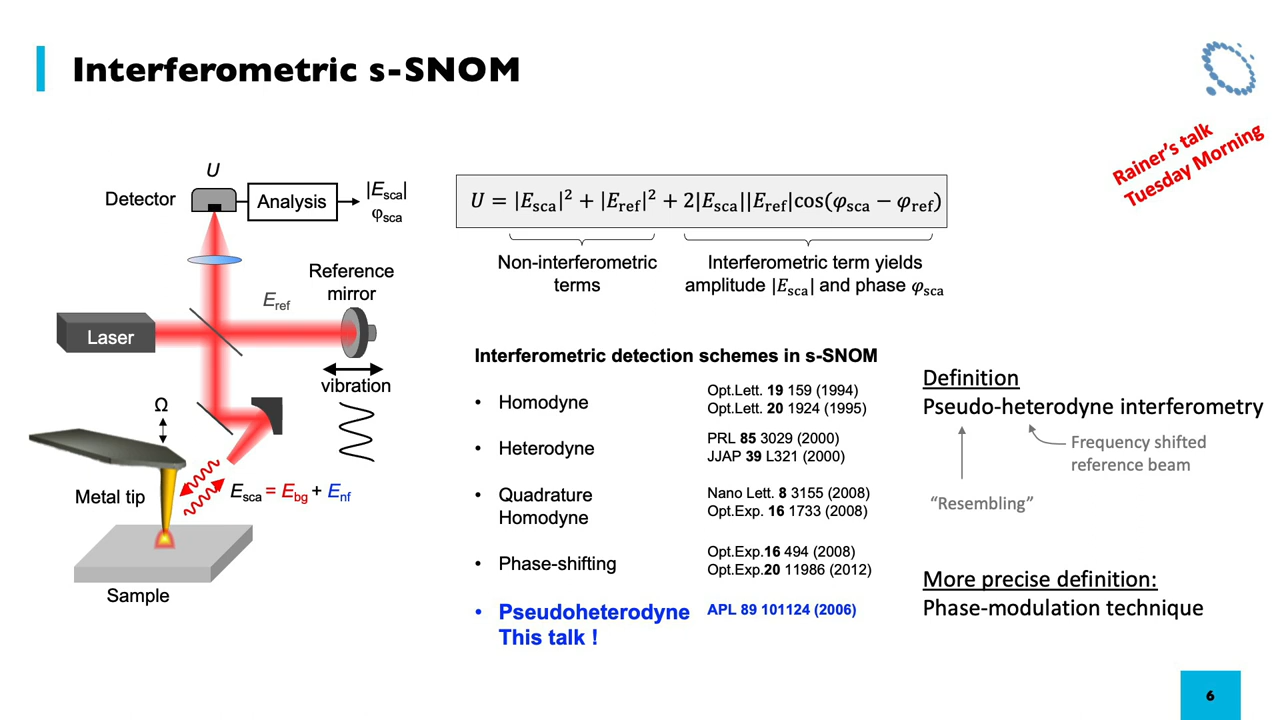 Interferometric s-SNOM
Rainer's talk
Tuesday Morning
U
Detector
Analysis
|Esca|
φsca
Reference
mirror
Eref
Laser
vibration
Ω
Metal tip
Esca = Ebg + Enf
Sample
U = |Esca|² + |Eref|² + 2|Esca||Eref|cos(φsca − φref)
Non-interferometric
terms
Interferometric term yields
amplitude |Esca| and phase φsca
Interferometric detection schemes in s-SNOM
• Homodyne
Opt.Lett. 19 159 (1994)
Opt.Lett. 20 1924 (1995)
• Heterodyne
PRL 85 3029 (2000)
JJAP 39 L321 (2000)
• Quadrature
Homodyne
Nano Lett. 8 3155 (2008)
Opt.Exp. 16 1733 (2008)
• Phase-shifting
Opt.Exp.16 494 (2008)
Opt.Exp.20 11986 (2012)
• Pseudoheterodyne
This talk !
APL 89 101124 (2006)
Definition
Pseudo-heterodyne interferometry
Frequency shifted
reference beam
“Resembling”
More precise definition:
Phase-modulation technique
6